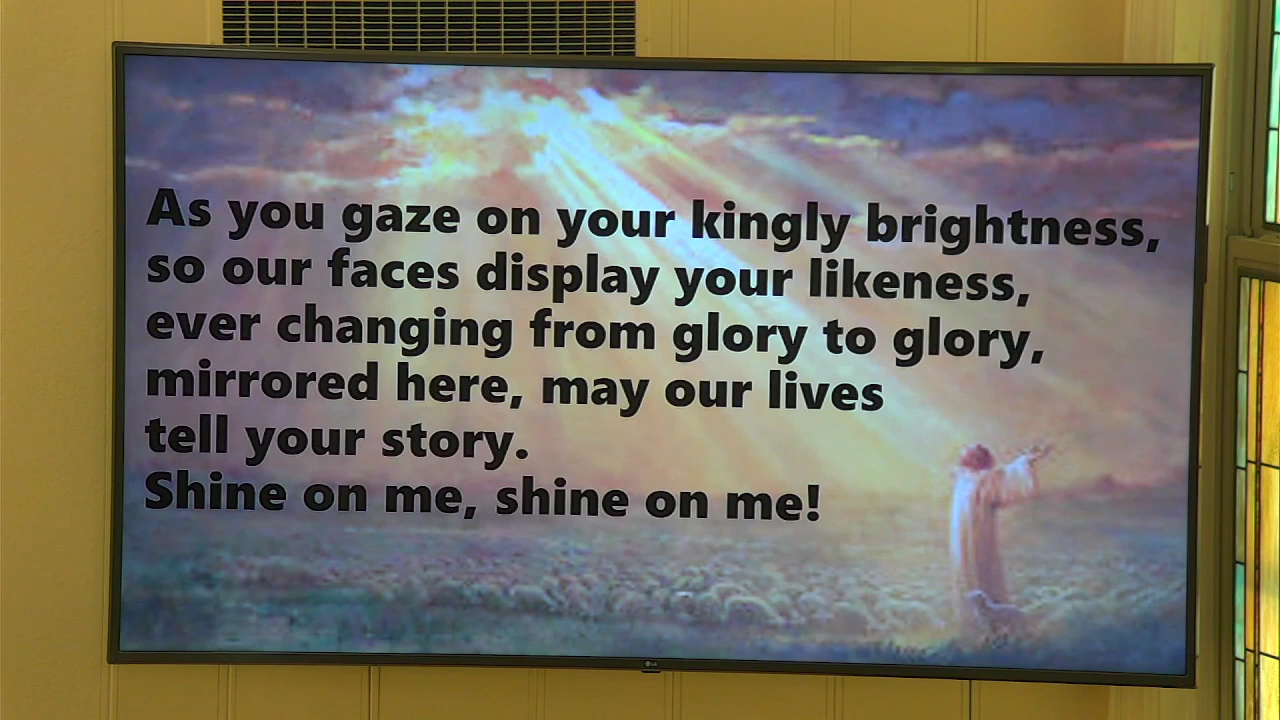 As you gaze on your kingly brightness,
so our faces display your likeness,
ever changing from glory to glory,
mirrored here, may our lives
tell your story.
Shine on me, shine on me!
LG